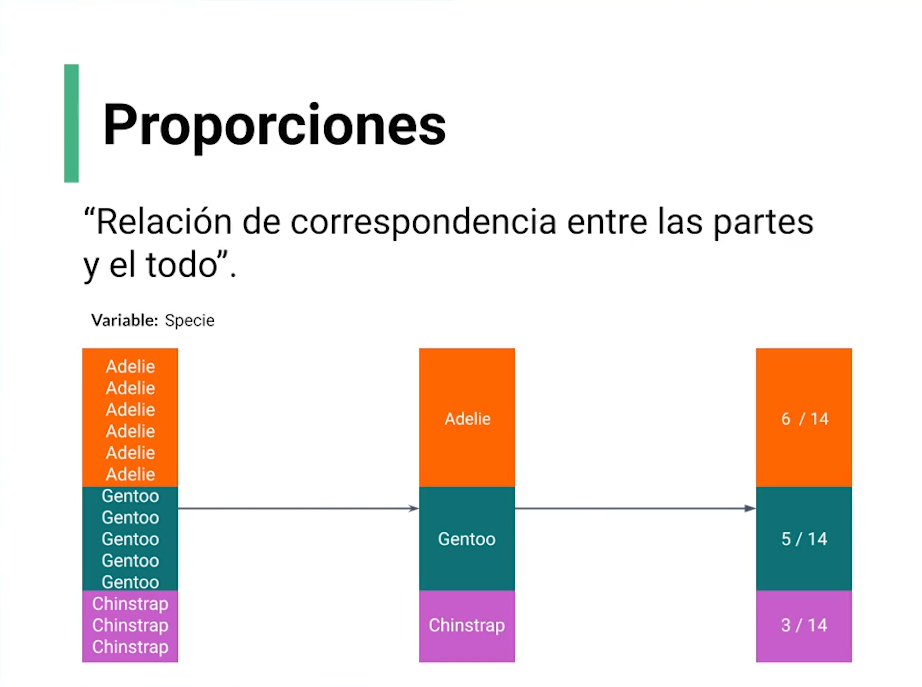 Proporciones
“Relación de correspondencia entre las partes
y el todo”.
Variable: Specie
Adelie
Adelie
Adelie
Adelie
Adelie
Adelie
Gentoo
Gentoo
Gentoo
Gentoo
Gentoo
Chinstrap
Chinstrap
Chinstrap
Adelie
Gentoo
Chinstrap
6 / 14
5 / 14
3 / 14